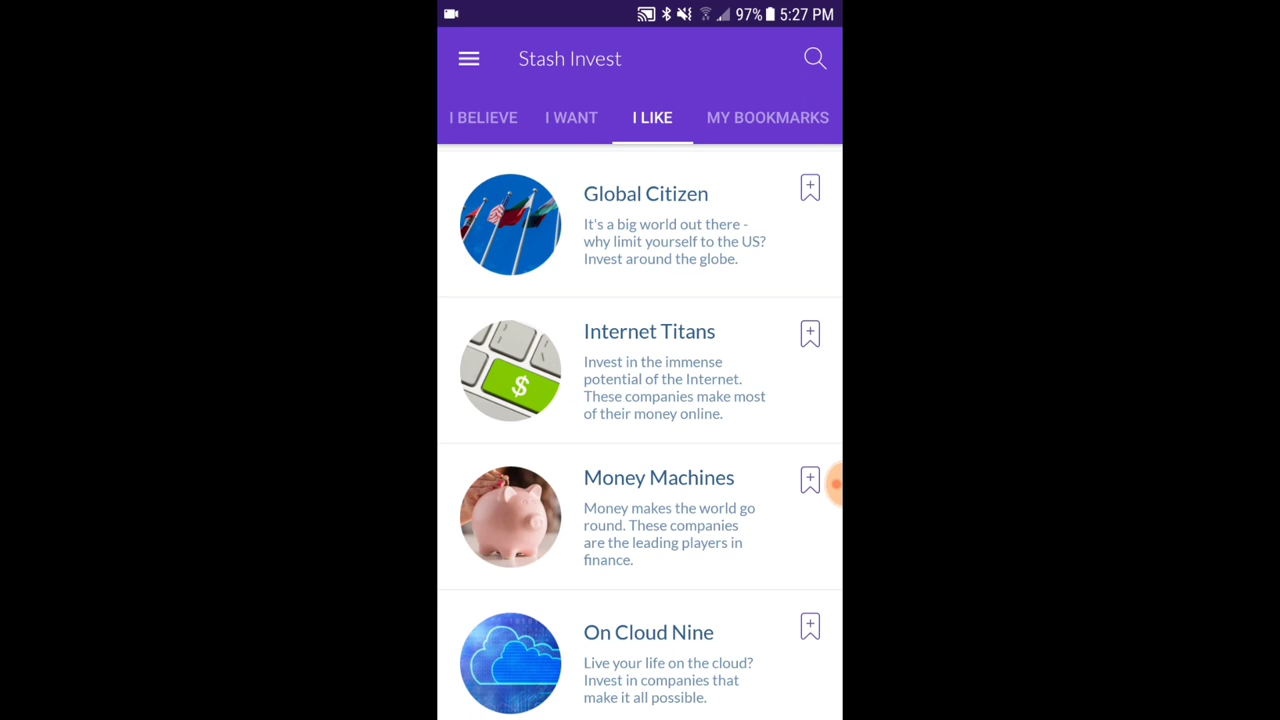 97% 5:27 PM
Stash Invest
I BELIEVE I WANT I LIKE MY BOOKMARKS
Global Citizen
It's a big world out there -
why limit yourself to the US?
Invest around the globe.
Internet Titans
Invest in the immense
potential of the Internet.
These companies make most
of their money online.
$
Money Machines
Money makes the world go
round. These companies
are the leading players in
finance.
On Cloud Nine
Live your life on the cloud?
Invest in companies that
make it all possible.